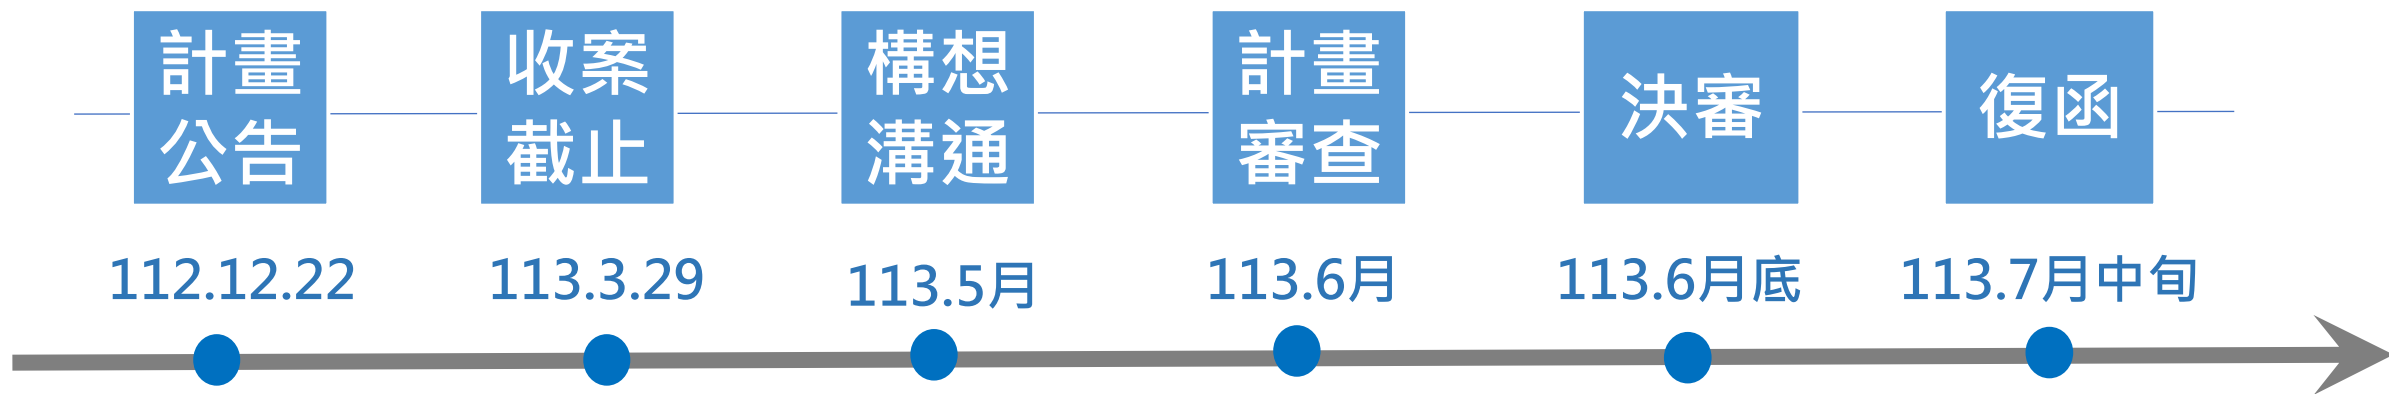 計畫
公告
收案
截止
構想
溝通
計畫
審查
決審
復函
112.12.22
113.3.29
113.5月
113.6月
113.6月底
113.7月中旬